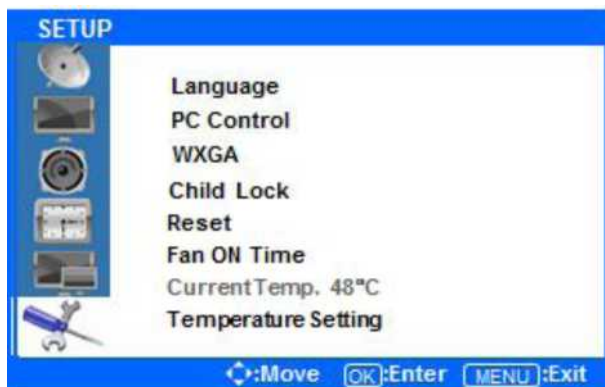 SETUP
Language
PC Control
WXGA
Child Lock
Reset
Fan ON Time
CurrentTemp. 48°C
Temperature Setting
:Move OK:Enter MENU:Exit